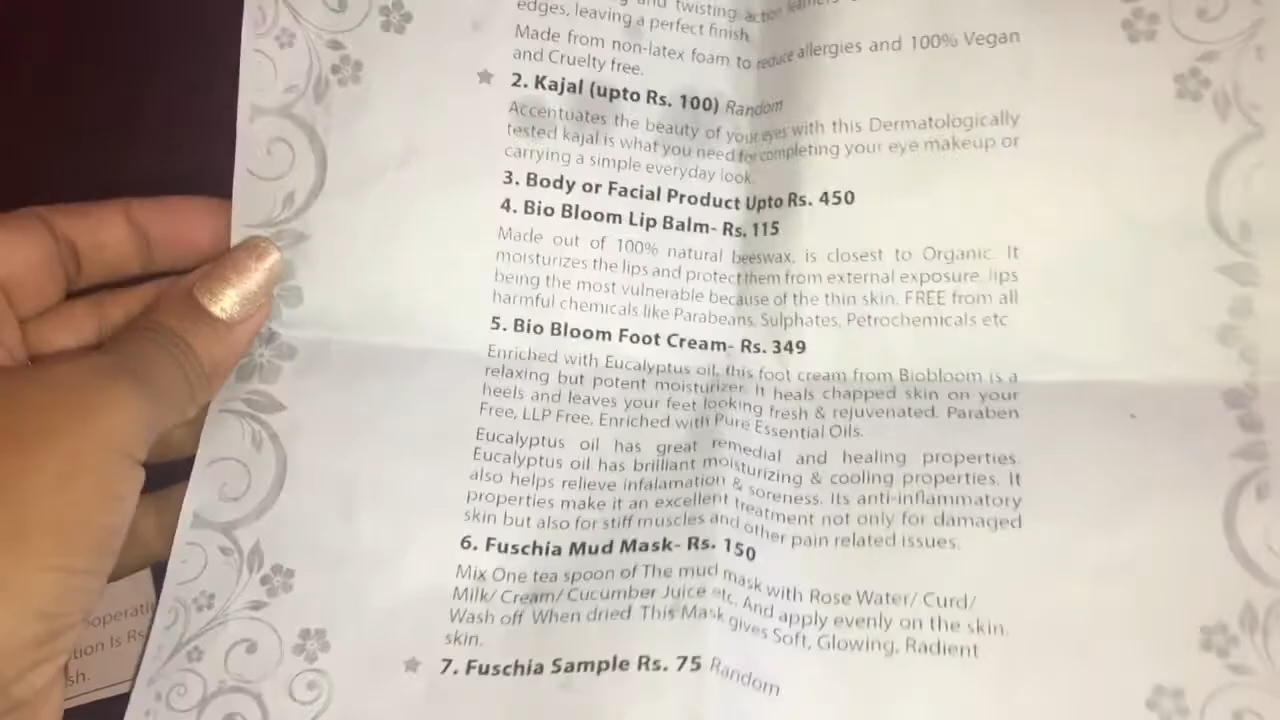 and twisting action
edges, leaving a perfect finish.
Made from non-latex foam to reduce allergies and 100% Vegan
and Cruelty free.
★ 2. Kajal (upto Rs. 100) Random
Accentuates the beauty of your eyes with this Dermatologically
tested kajal is what you need for completing your eye makeup or
carrying a simple everyday look.
3. Body or Facial Product Upto Rs. 450
4. Bio Bloom Lip Balm- Rs. 115
Made out of 100% natural beeswax, is closest to Organic. It
moisturizes the lips and protect them from external exposure, lips
being the most vulnerable because of the thin skin. FREE from all
harmful chemicals like Parabeans, Sulphates, Petrochemicals etc
5. Bio Bloom Foot Cream- Rs. 349
Enriched with Eucalyptus oil, this foot cream from Biobloom is a
relaxing but potent moisturizer. It heals chapped skin on your
heels and leaves your feet looking fresh & rejuvenated. Paraben
Free, LLP Free, Enriched with Pure Essential Oils.
Eucalyptus oil has great remedial and healing properties.
Eucalyptus oil has brilliant moisturizing & cooling properties. It
also helps relieve infalamation & soreness. Its anti-inflammatory
properties make it an excellent treatment not only for damaged
skin but also for stiff muscles and other pain related issues.
6. Fuschia Mud Mask- Rs. 150
Mix One tea spoon of The mud mask with Rose Water/ Curd/
Milk/ Cream/ Cucumber Juice etc. And apply evenly on the skin.
Wash off When dried. This Mask gives Soft, Glowing, Radient
skin.
★ 7. Fuschia Sample Rs. 75 Random
Is Rs
sh.